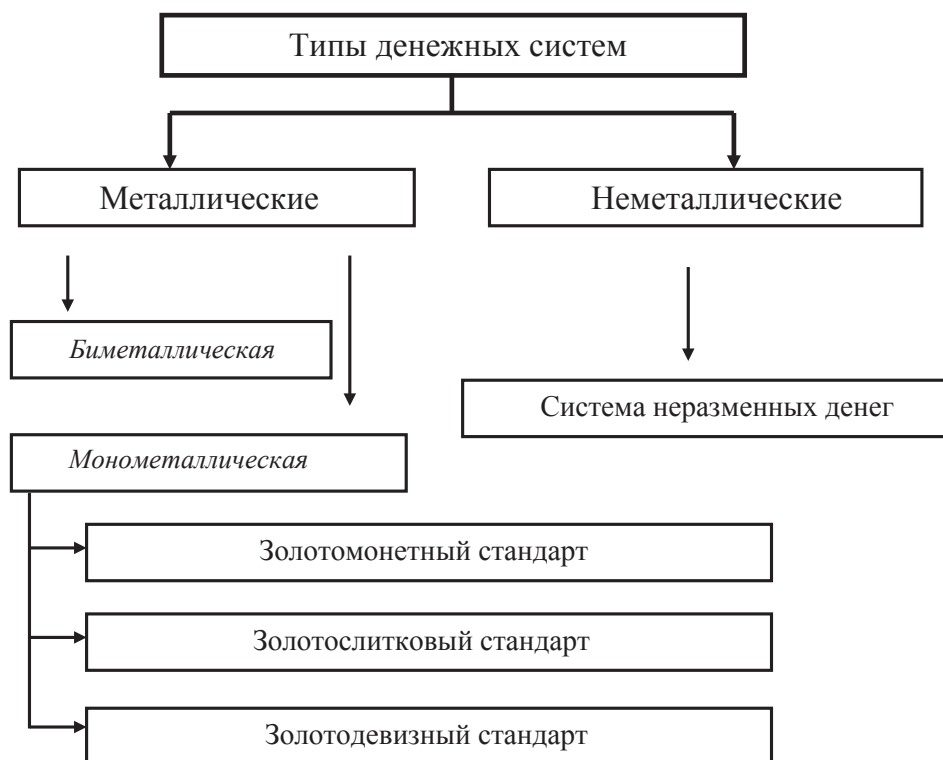 Типы денежных систем
Металлические
Неметаллические
Биметаллическая
Система неразменных денег
Монометаллическая
Золотомонетный стандарт
Золотослитковый стандарт
Золотодевизный стандарт